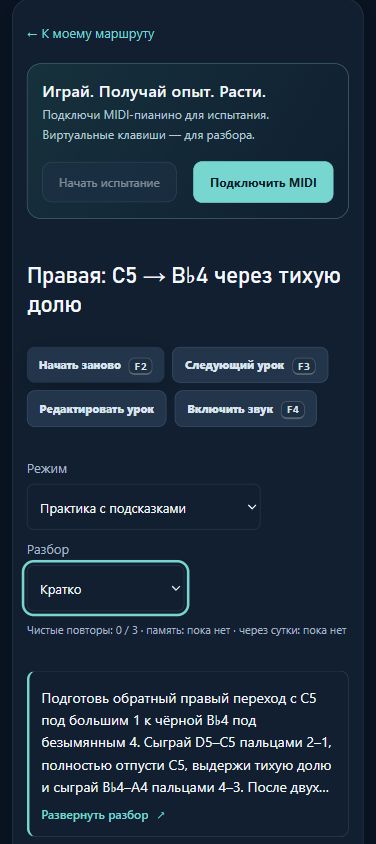 ← К моему маршруту
Играй. Получай опыт. Расти.
Подключи MIDI-пианино для испытания.
Виртуальные клавиши — для разбора.
Начать испытание
Подключить MIDI
Правая: C5 → B♭4 через тихую
долю
Начать заново F2
Следующий урок F3
Редактировать урок
Включить звук F4
Режим
Практика с подсказками
Разбор
Кратко
Чистые повторы: 0 / 3 · память: пока нет · через сутки: пока нет
Подготовь обратный правый переход с C5
под большим 1 к чёрной B♭4 под
безымянным 4. Сыграй D5–C5 пальцами 2–1,
полностью отпусти C5, выдержи тихую долю
и сыграй B♭4–A4 пальцами 4–3. После двух...
Развернуть разбор ↗